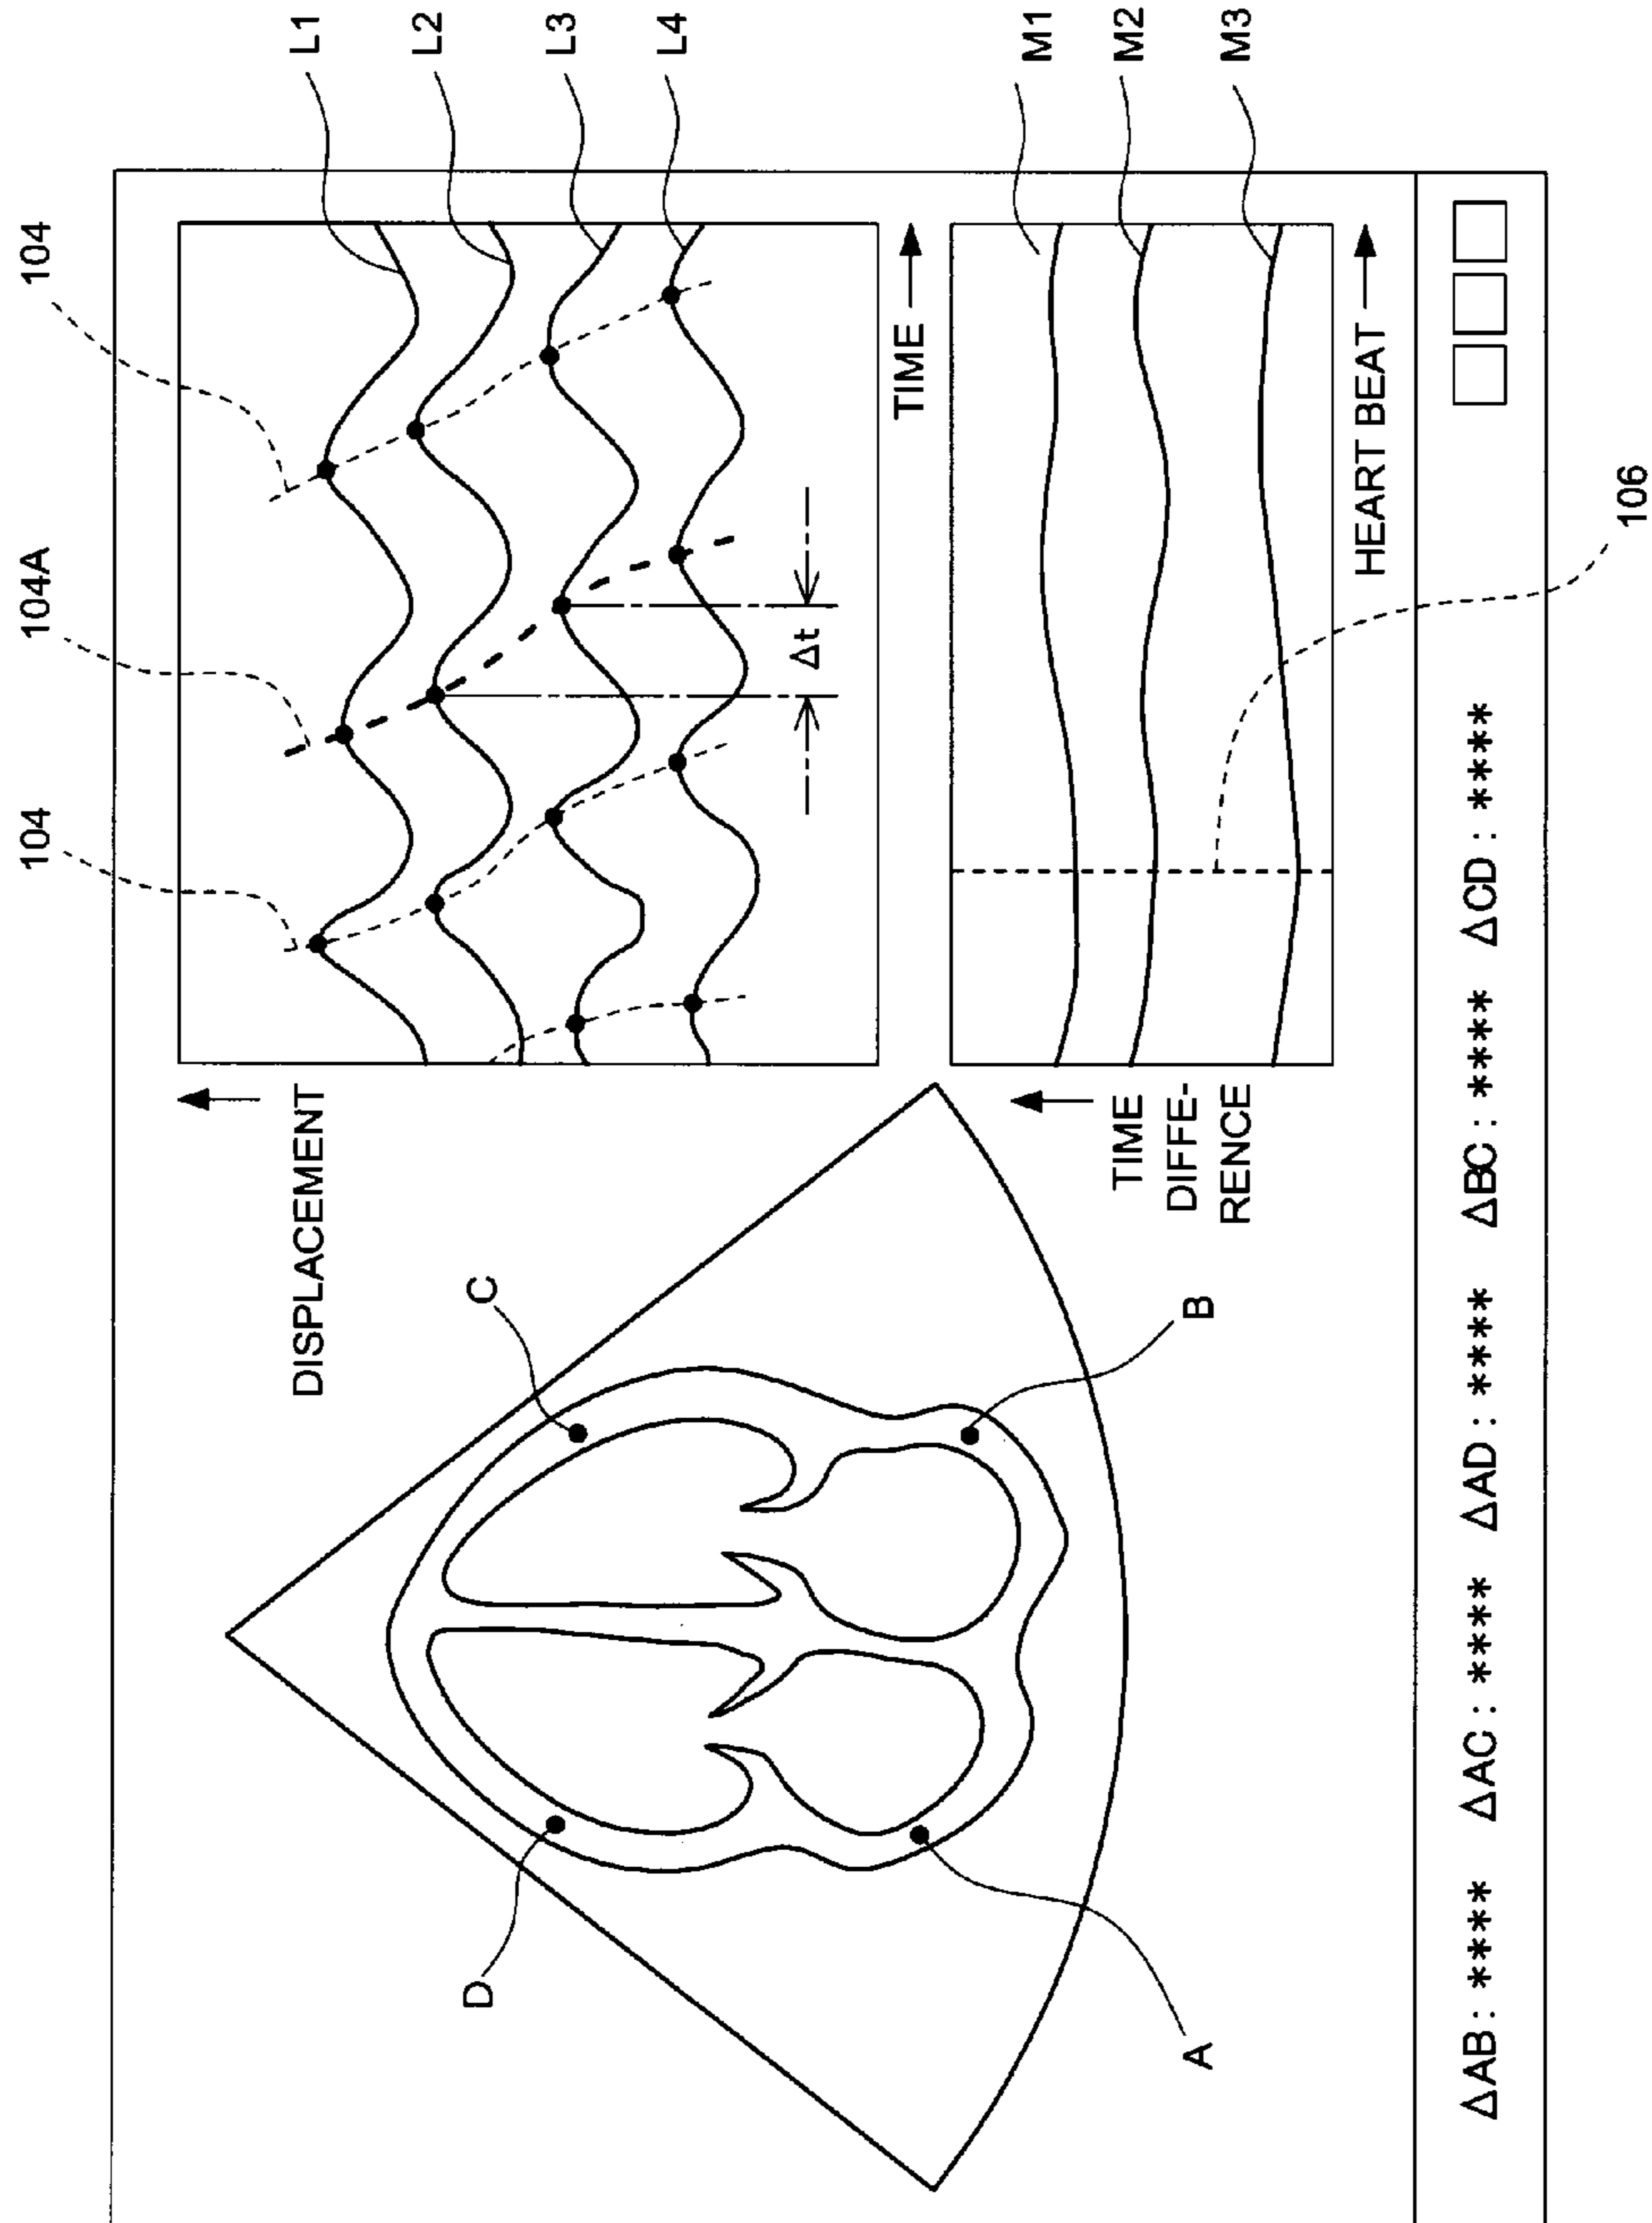 104 104A 104
DISPLACEMENT
L1
L2
D
C
L3
L4
Δt
TIME
M1
TIME
DIFFE-
RENCE
M2
A
B
M3
HEART BEAT
ΔAB : **** ΔAC : **** ΔAD : **** ΔBC : **** ΔCD : ****
106